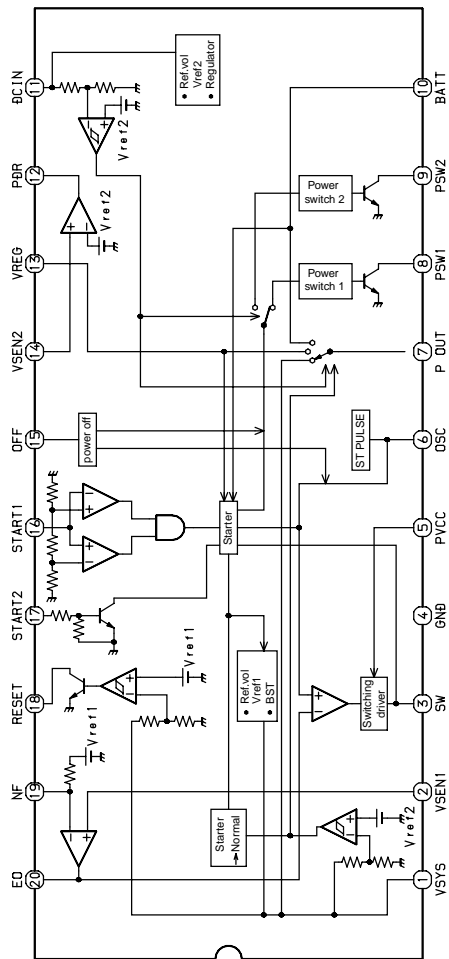 DCIN
11
PDR
12
VREG
13
VSEN2
14
OFF
15
START1
16
START2
17
RESET
18
NF
19
EO
20
• Ref.vol
Vref2
• Regulator
Vref2
Vref2
power off
Vref1
Vref1
Power
switch 2
Power
switch 1
ST PULSE
Starter
• Ref.vol
Vref1
• BST
Switching
driver
Starter
→Normal
Vref2
BATT
10
PSW2
9
PSW1
8
P OUT
7
OSC
6
PVCC
5
GND
4
SW
3
VSEN1
2
VSYS
1